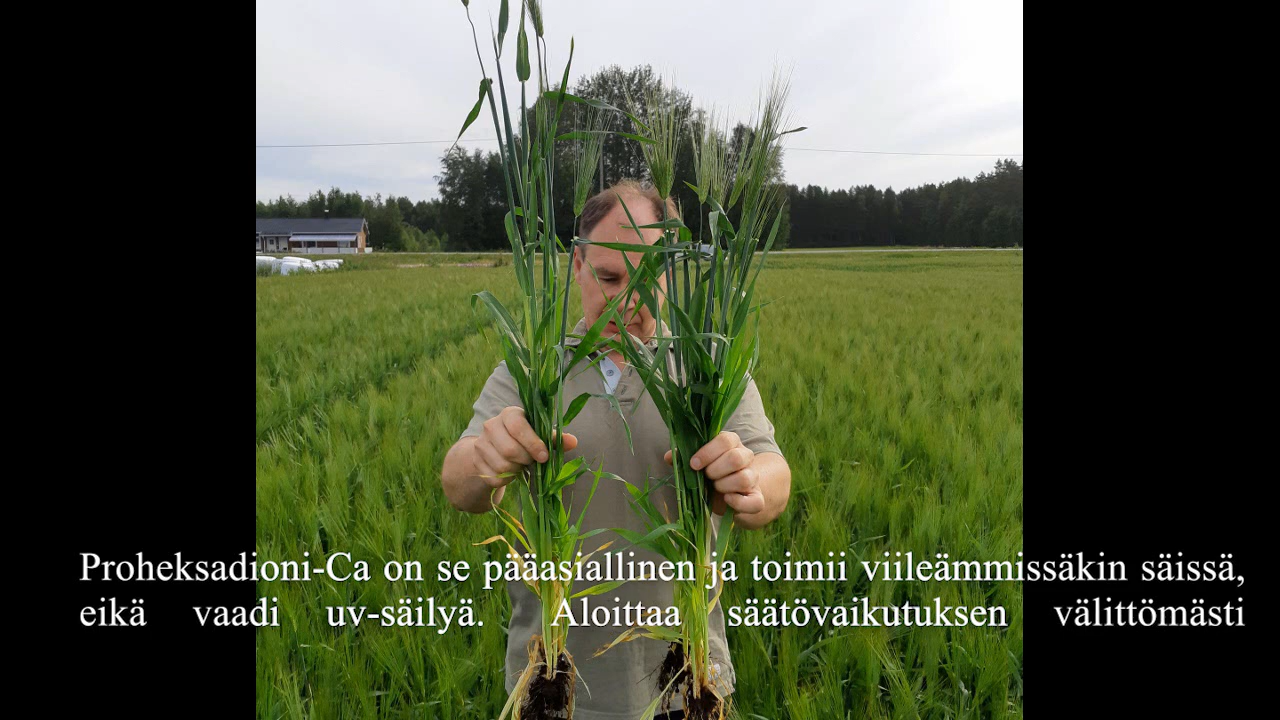 Proheksadioni-Ca on se pääasiallinen ja toimii viileämmissäkin säissä,
eikä vaadi uv-säilyä. Aloittaa säätövaikutuksen välittömästi